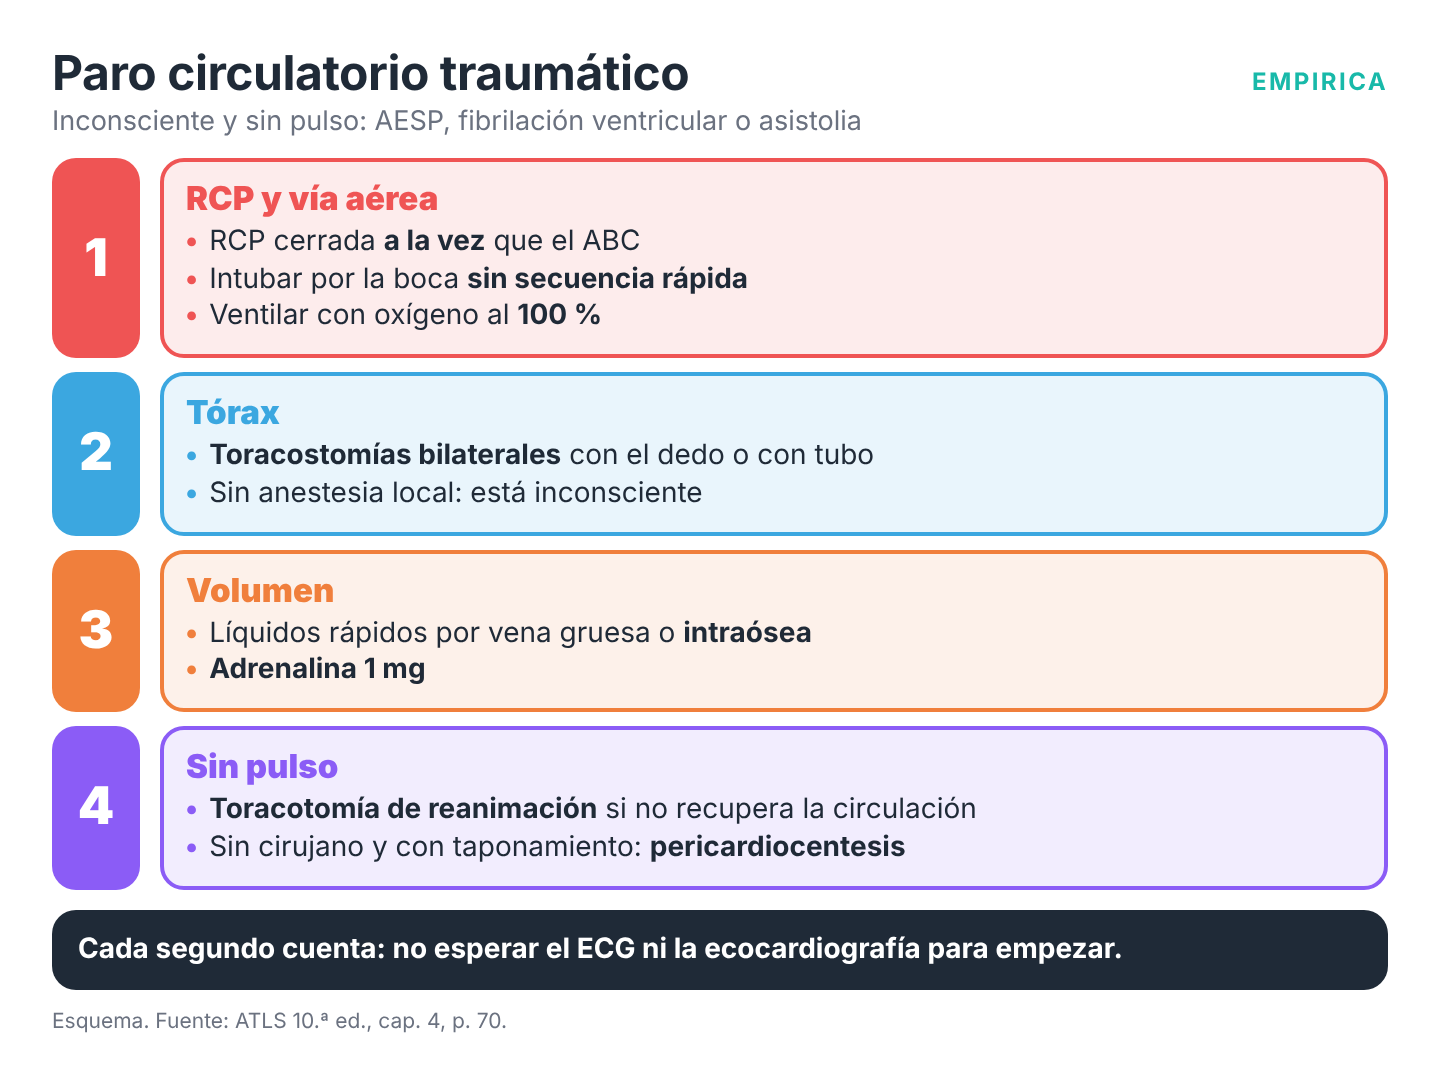 Paro circulatorio traumático
EMPIRICA
Inconsciente y sin pulso: AESP, fibrilación ventricular o asistolia
1
RCP y vía aérea
• RCP cerrada a la vez que el ABC
• Intubar por la boca sin secuencia rápida
• Ventilar con oxígeno al 100 %
2
Tórax
• Toracostomías bilaterales con el dedo o con tubo
• Sin anestesia local: está inconsciente
3
Volumen
• Líquidos rápidos por vena gruesa o intraósea
• Adrenalina 1 mg
4
Sin pulso
• Toracotomía de reanimación si no recupera la circulación
• Sin cirujano y con taponamiento: pericardiocentesis
Cada segundo cuenta: no esperar el ECG ni la ecocardiografía para empezar.
Esquema. Fuente: ATLS 10.ª ed., cap. 4, p. 70.